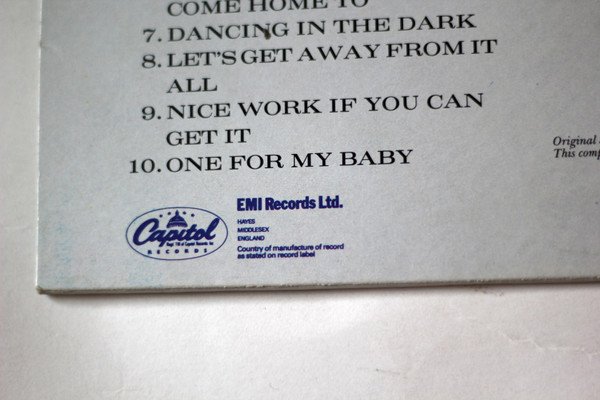 COME HOME TO
7. DANCING IN THE DARK
8. LET'S GET AWAY FROM IT
ALL
9. NICE WORK IF YOU CAN
GET IT
10. ONE FOR MY BABY
Original
This comp
EMI Records Ltd.
HAYES
MIDDLESEX
ENGLAND
Country of manufacture of record
as stated on record label
Capitol
RECORDS